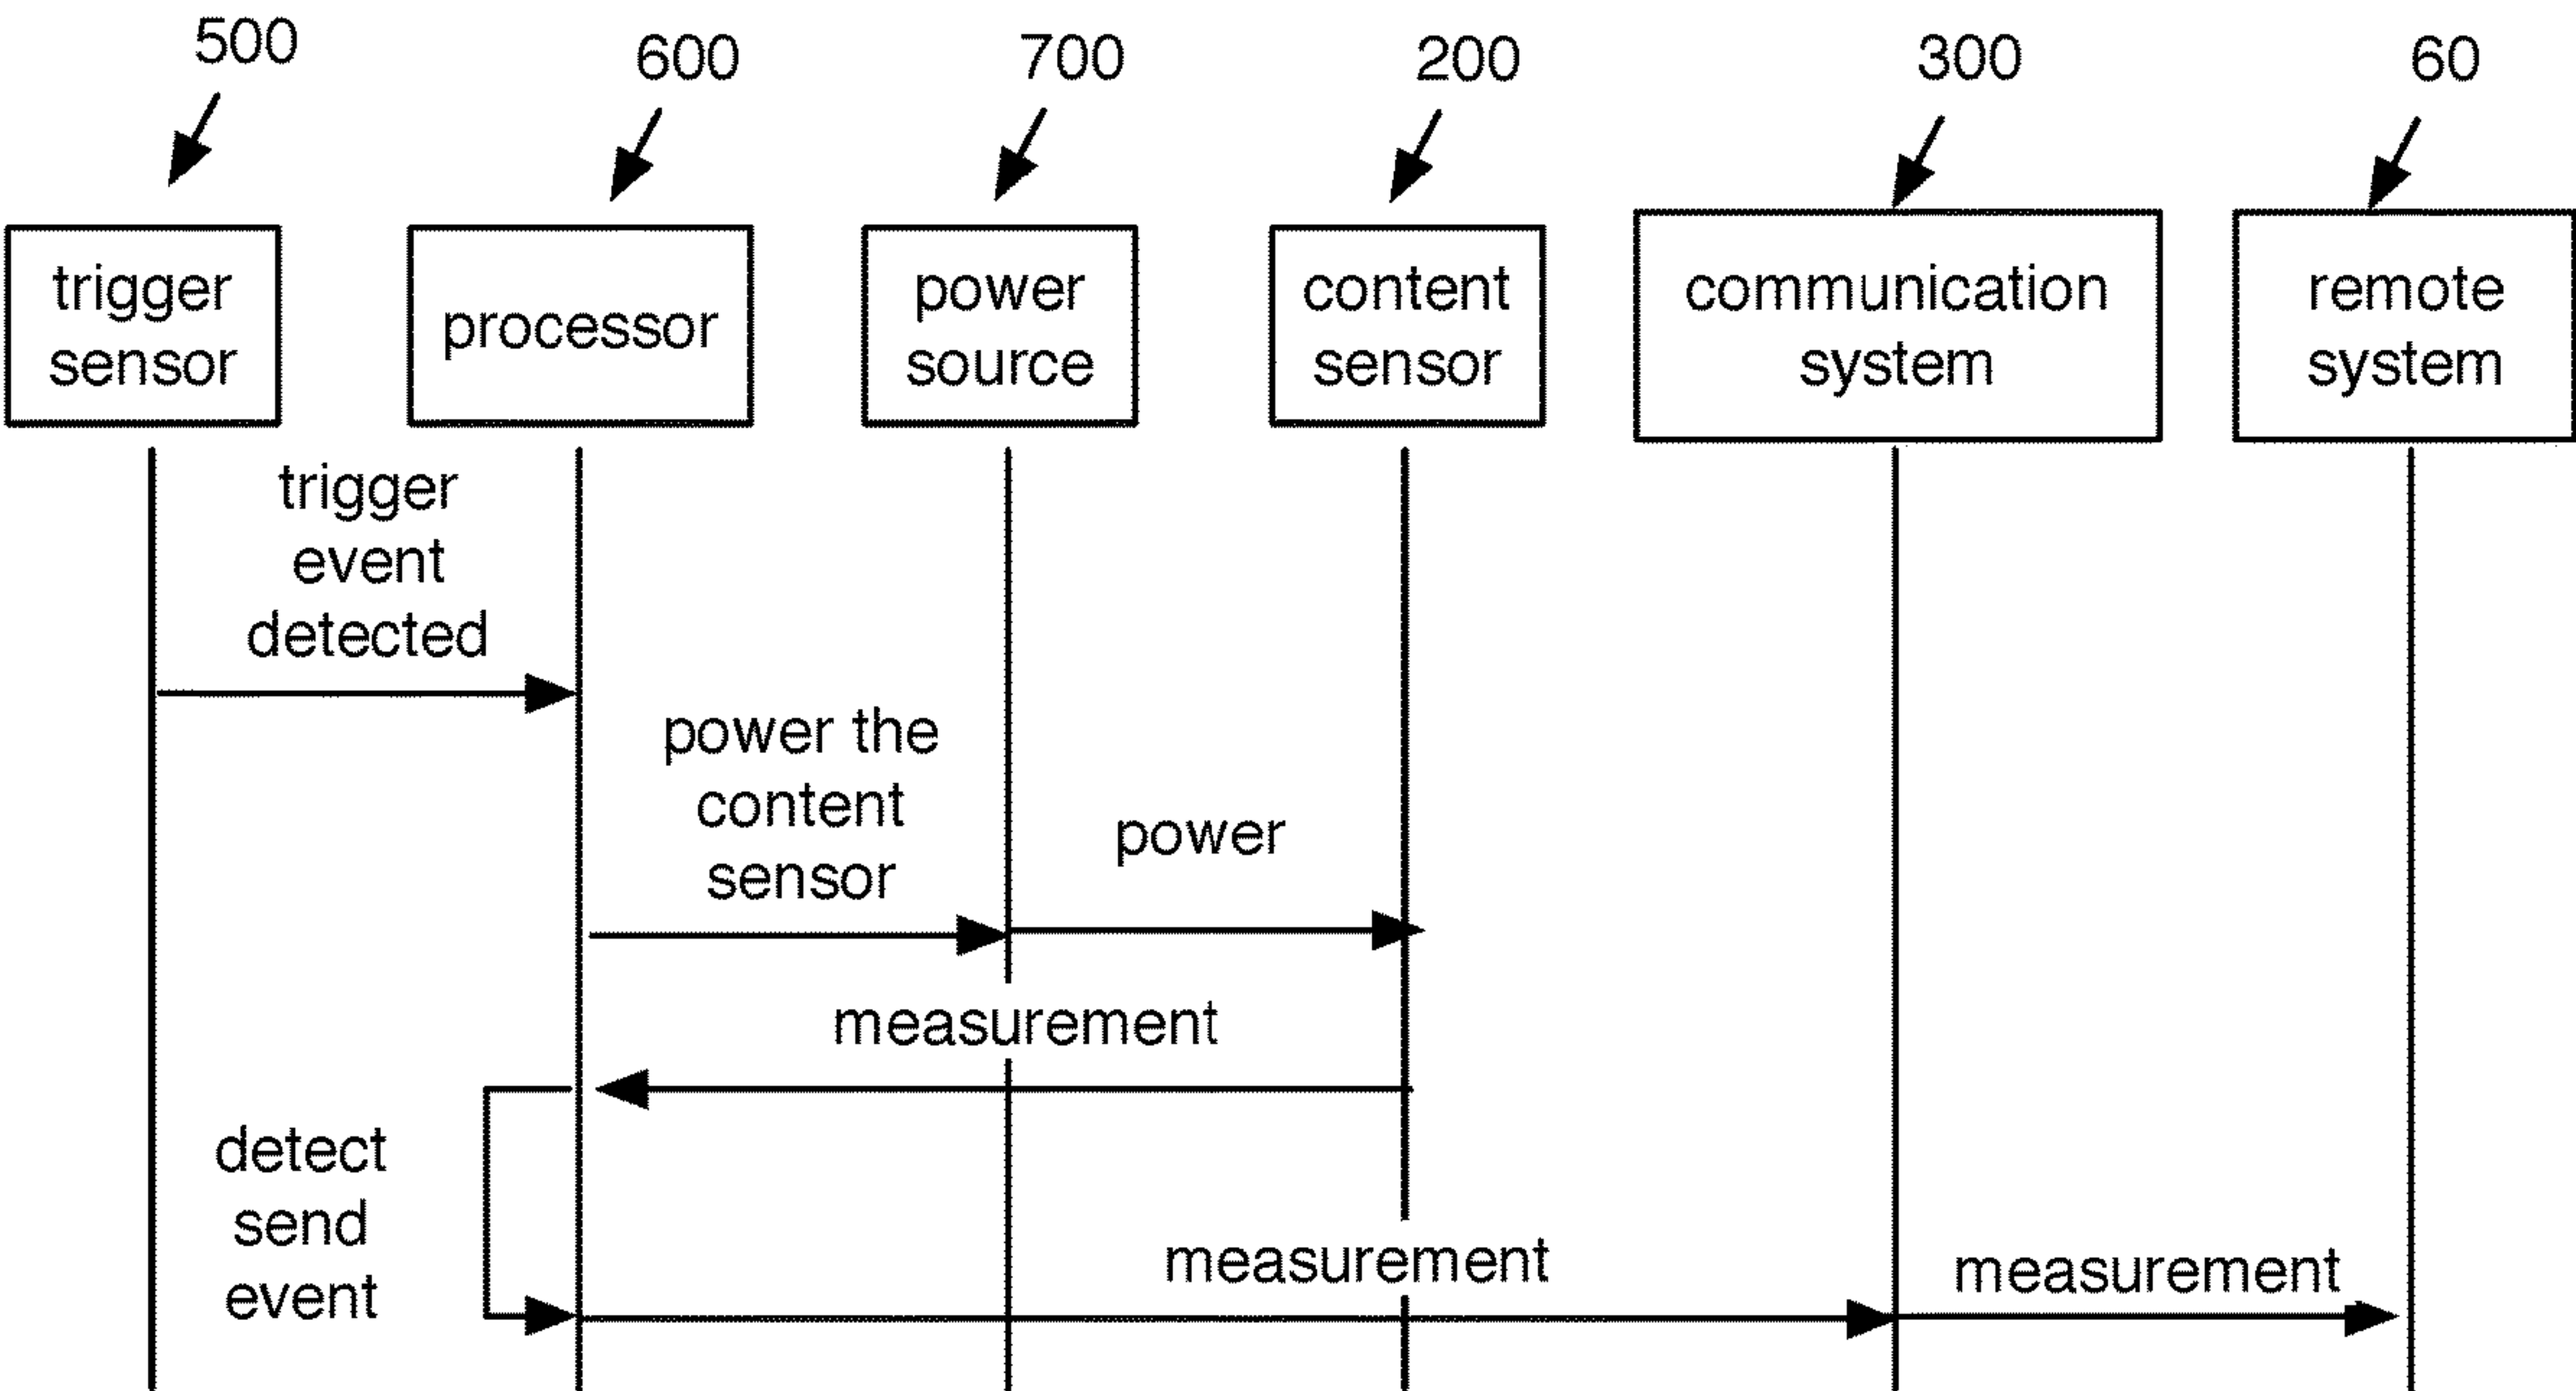 500
600
700
200
300
60
trigger
sensor
processor
power
source
content
sensor
communication
system
remote
system
trigger
event
detected
power the
content
sensor
power
measurement
detect
send
event
measurement
measurement